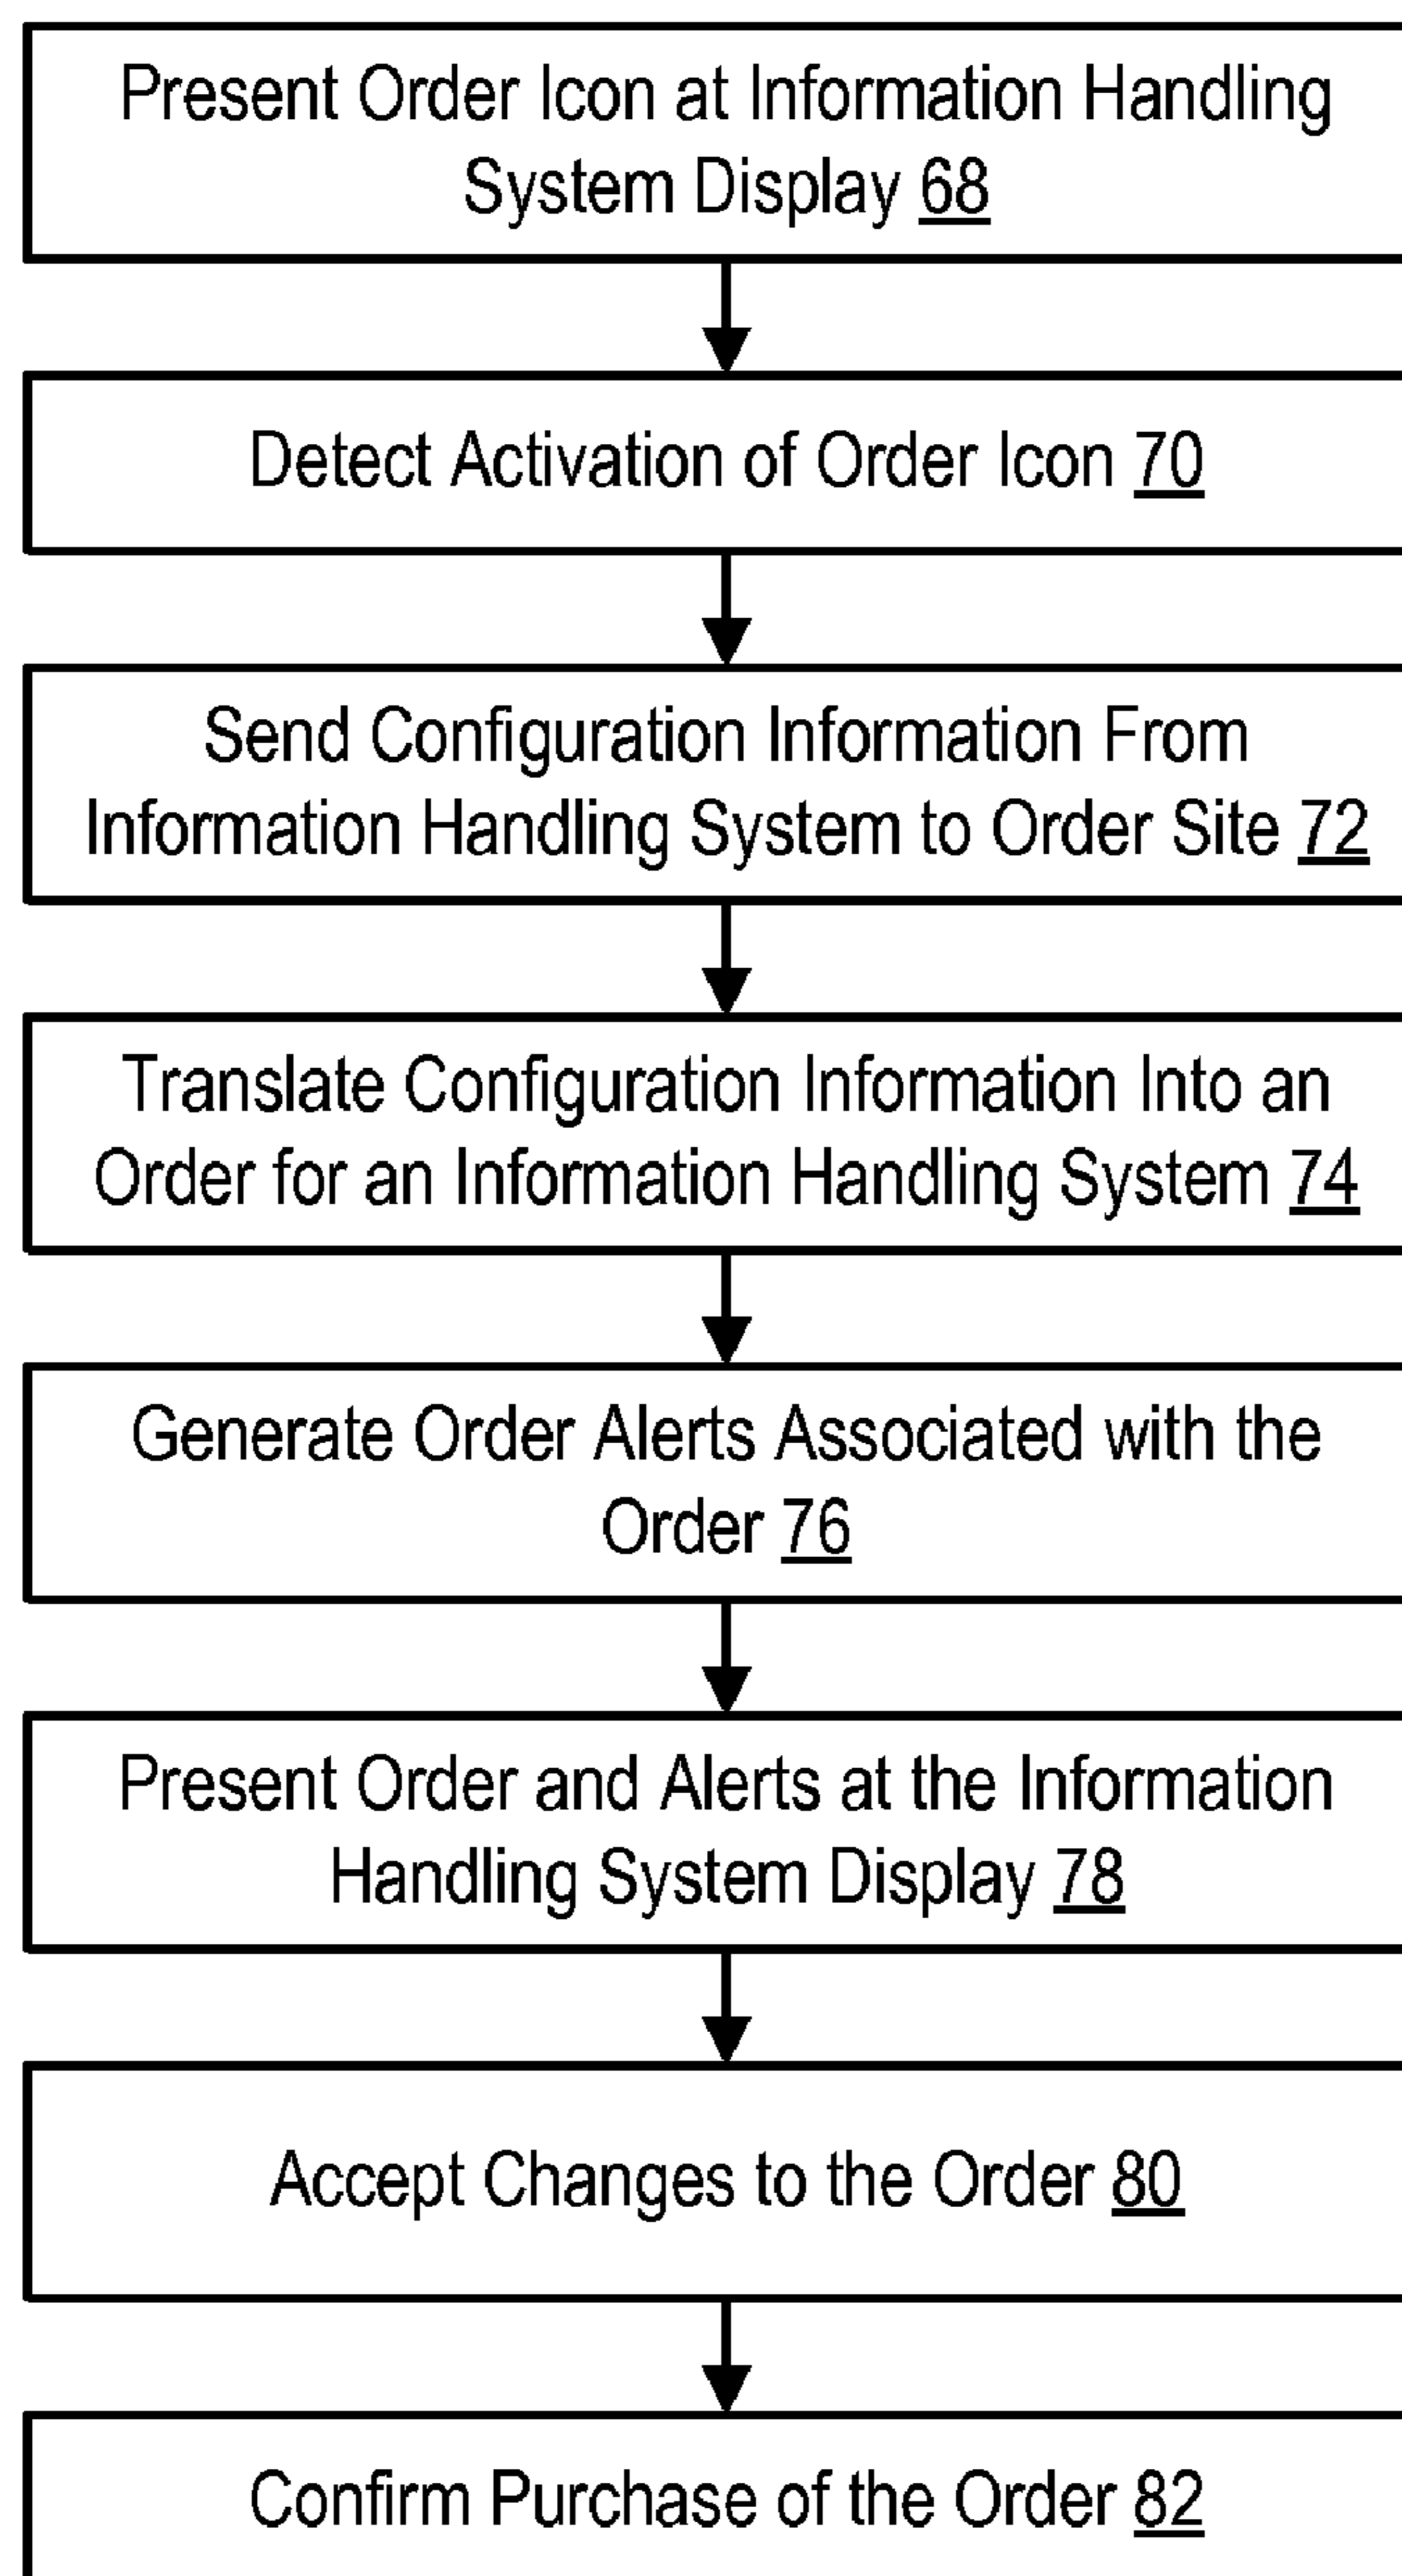 Present Order Icon at Information Handling
System Display 68
Detect Activation of Order Icon 70
Send Configuration Information From
Information Handling System to Order Site 72
Translate Configuration Information Into an
Order for an Information Handling System 74
Generate Order Alerts Associated with the
Order 76
Present Order and Alerts at the Information
Handling System Display 78
Accept Changes to the Order 80
Confirm Purchase of the Order 82